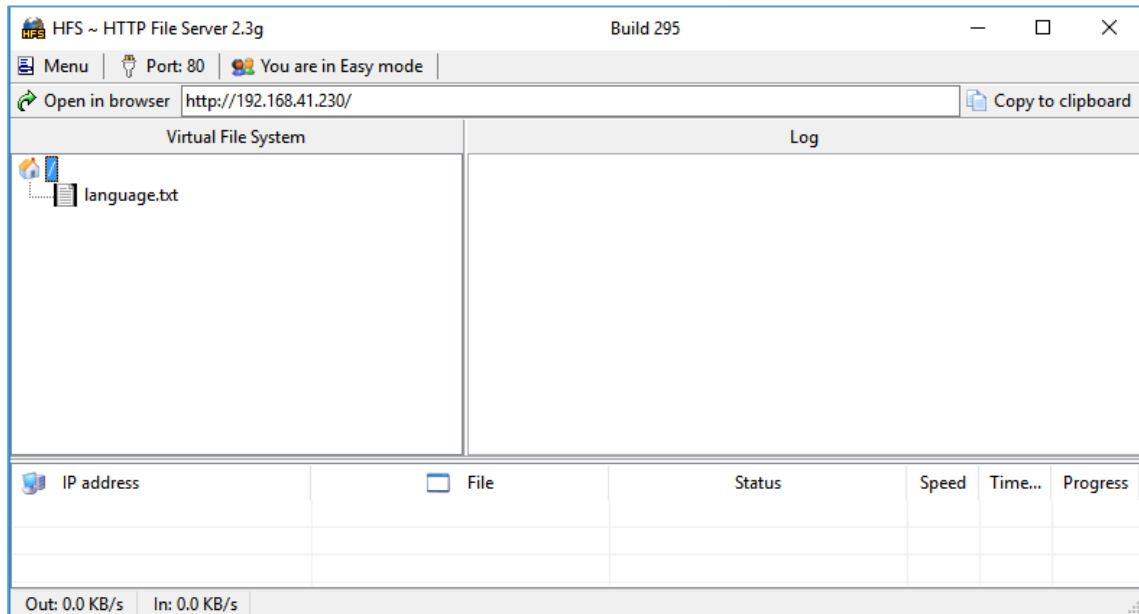 HFS ~ HTTP File Server 2.3g Build 295
Menu Port: 80 You are in Easy mode
Open in browser http://192.168.41.230/ Copy to clipboard
Virtual File System Log
/
language.txt
IP address File Status Speed Time... Progress
Out: 0.0 KB/s In: 0.0 KB/s